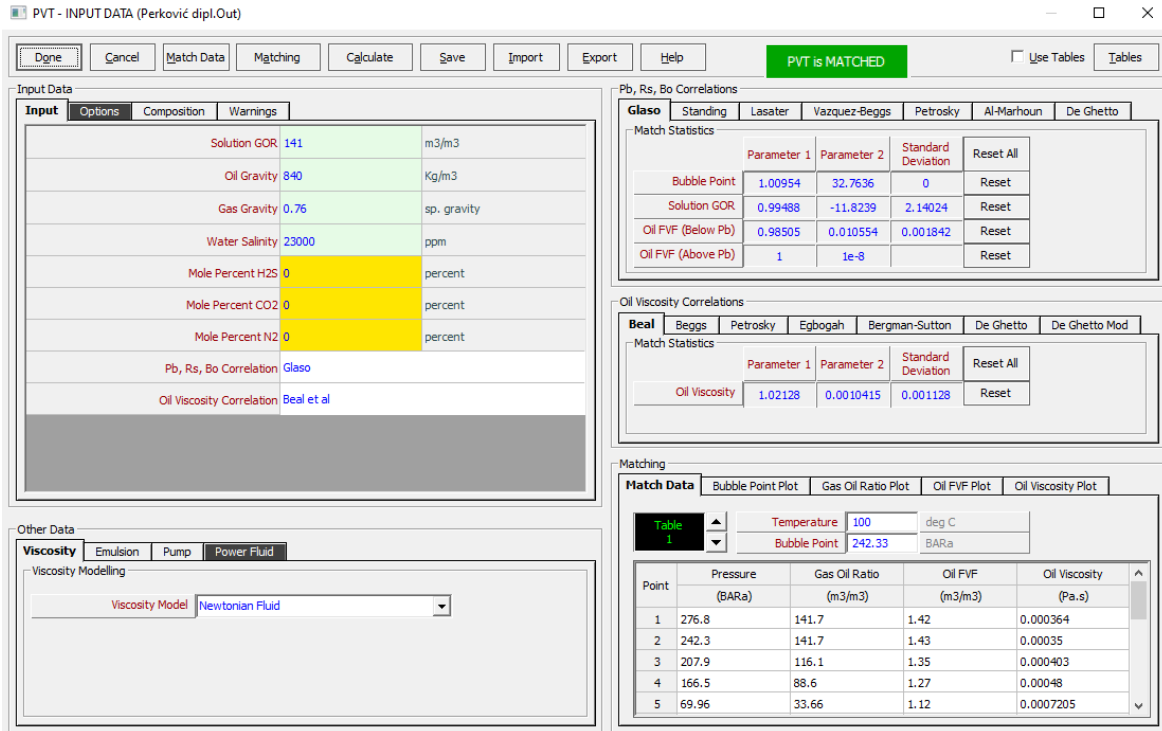 PVT - INPUT DATA (Perković dipl.Out)
Done Cancel Match Data Matching Calculate Save Import Export Help PVT is MATCHED Use Tables Tables
Input Data
Input Options Composition Warnings
Solution GOR 141 m3/m3
Oil Gravity 840 Kg/m3
Gas Gravity 0.76 sp. gravity
Water Salinity 23000 ppm
Mole Percent H2S 0 percent
Mole Percent CO2 0 percent
Mole Percent N2 0 percent
Pb, Rs, Bo Correlation Glaso
Oil Viscosity Correlation Beal et al
Other Data
Viscosity Emulsion Pump Power Fluid
Viscosity Modelling
Viscosity Model Newtonian Fluid
Pb, Rs, Bo Correlations
Glaso Standing Lasater Vazquez-Beggs Petrosky Al-Marhoun De Ghetto
Match Statistics
Parameter 1 Parameter 2 Standard Deviation Reset All
Bubble Point 1.00954 32.7636 0 Reset
Solution GOR 0.99488 -11.8239 2.14024 Reset
Oil FVF (Below Pb) 0.98505 0.010554 0.001842 Reset
Oil FVF (Above Pb) 1 1e-8 Reset
Oil Viscosity Correlations
Beal Beggs Petrosky Egbogah Bergman-Sutton De Ghetto De Ghetto Mod
Match Statistics
Parameter 1 Parameter 2 Standard Deviation Reset All
Oil Viscosity 1.02128 0.0010415 0.001128 Reset
Matching
Match Data Bubble Point Plot Gas Oil Ratio Plot Oil FVF Plot Oil Viscosity Plot
Table 1
Temperature 100 deg C
Bubble Point 242.33 BARa
Point Pressure Gas Oil Ratio Oil FVF Oil Viscosity
(BARa) (m3/m3) (m3/m3) (Pa.s)
1 276.8 141.7 1.42 0.000364
2 242.3 141.7 1.43 0.00035
3 207.9 116.1 1.35 0.000403
4 166.5 88.6 1.27 0.00048
5 69.96 33.66 1.12 0.0007205